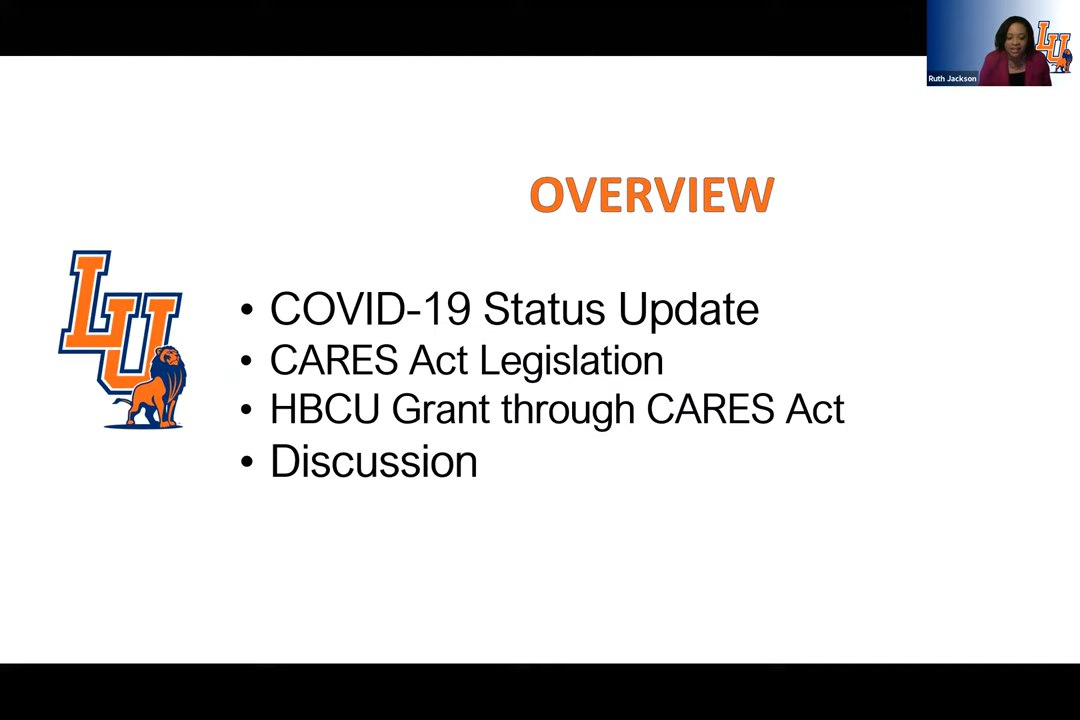 LU
Ruth Jackson
OVERVIEW
LU
• COVID-19 Status Update
• CARES Act Legislation
• HBCU Grant through CARES Act
• Discussion